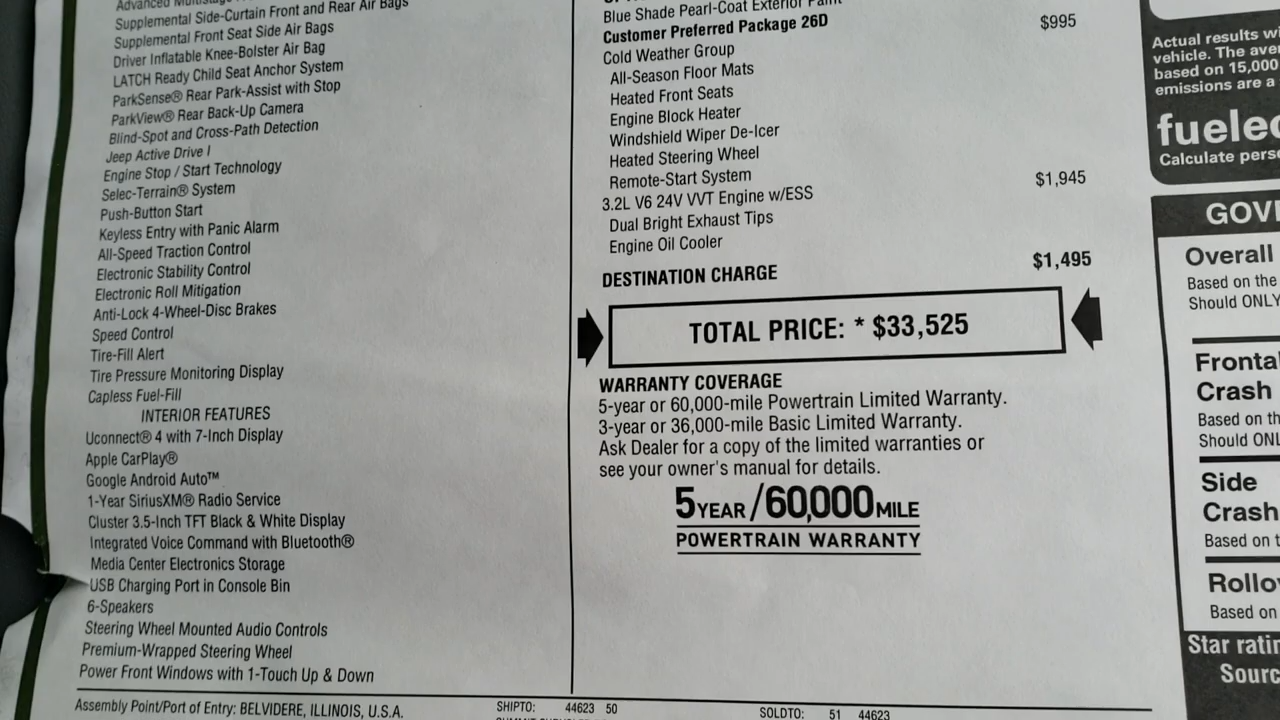 Advanced
Supplemental Side-Curtain Front and Rear Air Bags
Supplemental Front Seat Side Air Bags
Driver Inflatable Knee-Bolster Air Bag
LATCH Ready Child Seat Anchor System
ParkSense® Rear Park-Assist with Stop
ParkView® Rear Back-Up Camera
Blind-Spot and Cross-Path Detection
Jeep Active Drive I
Engine Stop / Start Technology
Selec-Terrain® System
Push-Button Start
Keyless Entry with Panic Alarm
All-Speed Traction Control
Electronic Stability Control
Electronic Roll Mitigation
Anti-Lock 4-Wheel-Disc Brakes
Speed Control
Tire-Fill Alert
Tire Pressure Monitoring Display
Capless Fuel-Fill
INTERIOR FEATURES
Uconnect® 4 with 7-Inch Display
Apple CarPlay®
Google Android Auto™
1-Year SiriusXM® Radio Service
Cluster 3.5-Inch TFT Black & White Display
Integrated Voice Command with Bluetooth®
Media Center Electronics Storage
USB Charging Port in Console Bin
6-Speakers
Steering Wheel Mounted Audio Controls
Premium-Wrapped Steering Wheel
Power Front Windows with 1-Touch Up & Down
Blue Shade Pearl-Coat Exterior Paint
Customer Preferred Package 26D
Cold Weather Group $995
All-Season Floor Mats
Heated Front Seats
Engine Block Heater
Windshield Wiper De-Icer
Heated Steering Wheel
Remote-Start System
3.2L V6 24V VVT Engine w/ESS $1,945
Dual Bright Exhaust Tips
Engine Oil Cooler
DESTINATION CHARGE $1,495
TOTAL PRICE: * $33,525
WARRANTY COVERAGE
5-year or 60,000-mile Powertrain Limited Warranty.
3-year or 36,000-mile Basic Limited Warranty.
Ask Dealer for a copy of the limited warranties or
see your owner's manual for details.
5 YEAR / 60,000 MILE
POWERTRAIN WARRANTY
Assembly Point/Port of Entry: BELVIDERE, ILLINOIS, U.S.A.
SHIPTO: 44623 50
SOLDTO: 51 44623
Actual results wi
vehicle. The aver
based on 15,000
emissions are a
fuelec
Calculate perso
GOVE
Overall
Based on the
Should ONLY
Frontal
Crash
Based on th
Should ONL
Side
Crash
Based on t
Rollo
Based on
Star ratin
Sourc